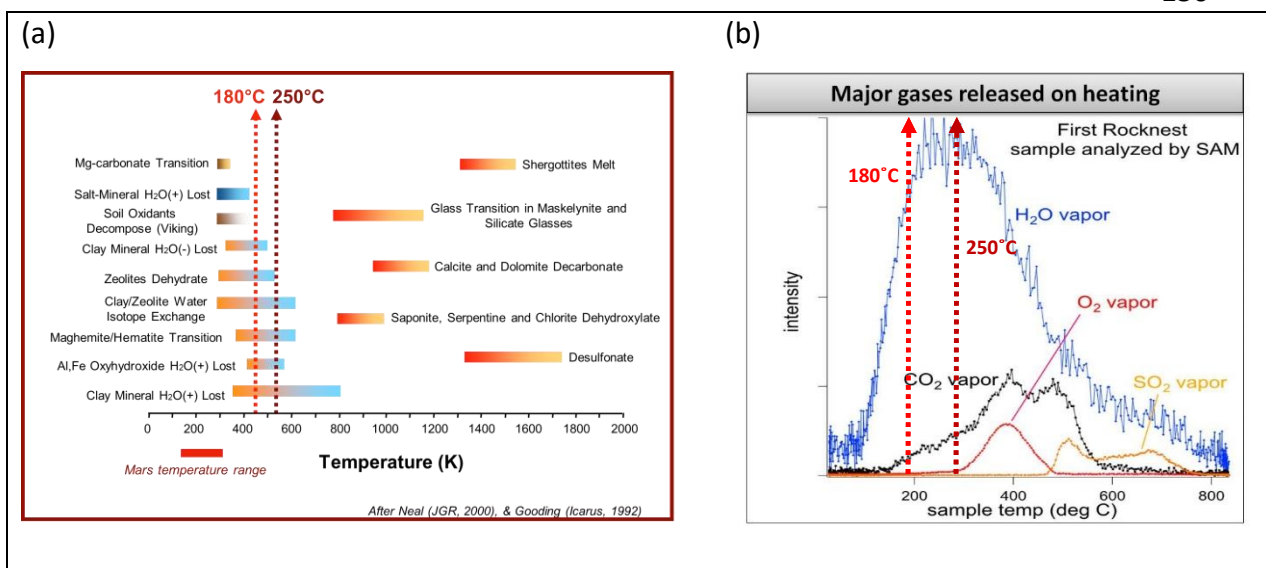 (a)
180°C 250°C
Mg-carbonate Transition
Salt-Mineral H₂O(+) Lost
Soil Oxidants
Decompose (Viking)
Clay Mineral H₂O(-) Lost
Zeolites Dehydrate
Clay/Zeolite Water
Isotope Exchange
Maghemite/Hematite Transition
Al,Fe Oxyhydroxide H₂O(+) Lost
Clay Mineral H₂O(+) Lost
Shergottites Melt
Glass Transition in Maskelynite and
Silicate Glasses
Calcite and Dolomite Decarbonate
Saponite, Serpentine and Chlorite Dehydroxylate
Desulfonate
0 200 400 600 800 1000 1200 1400 1600 1800 2000
Mars temperature range
Temperature (K)
After Neal (JGR, 2000), & Gooding (Icarus, 1992)
(b)
Major gases released on heating
First Rocknest
sample analyzed by SAM
180°C
H₂O vapor
250°C
O₂ vapor
CO₂ vapor
SO₂ vapor
intensity
200 400 600 800
sample temp (deg C)